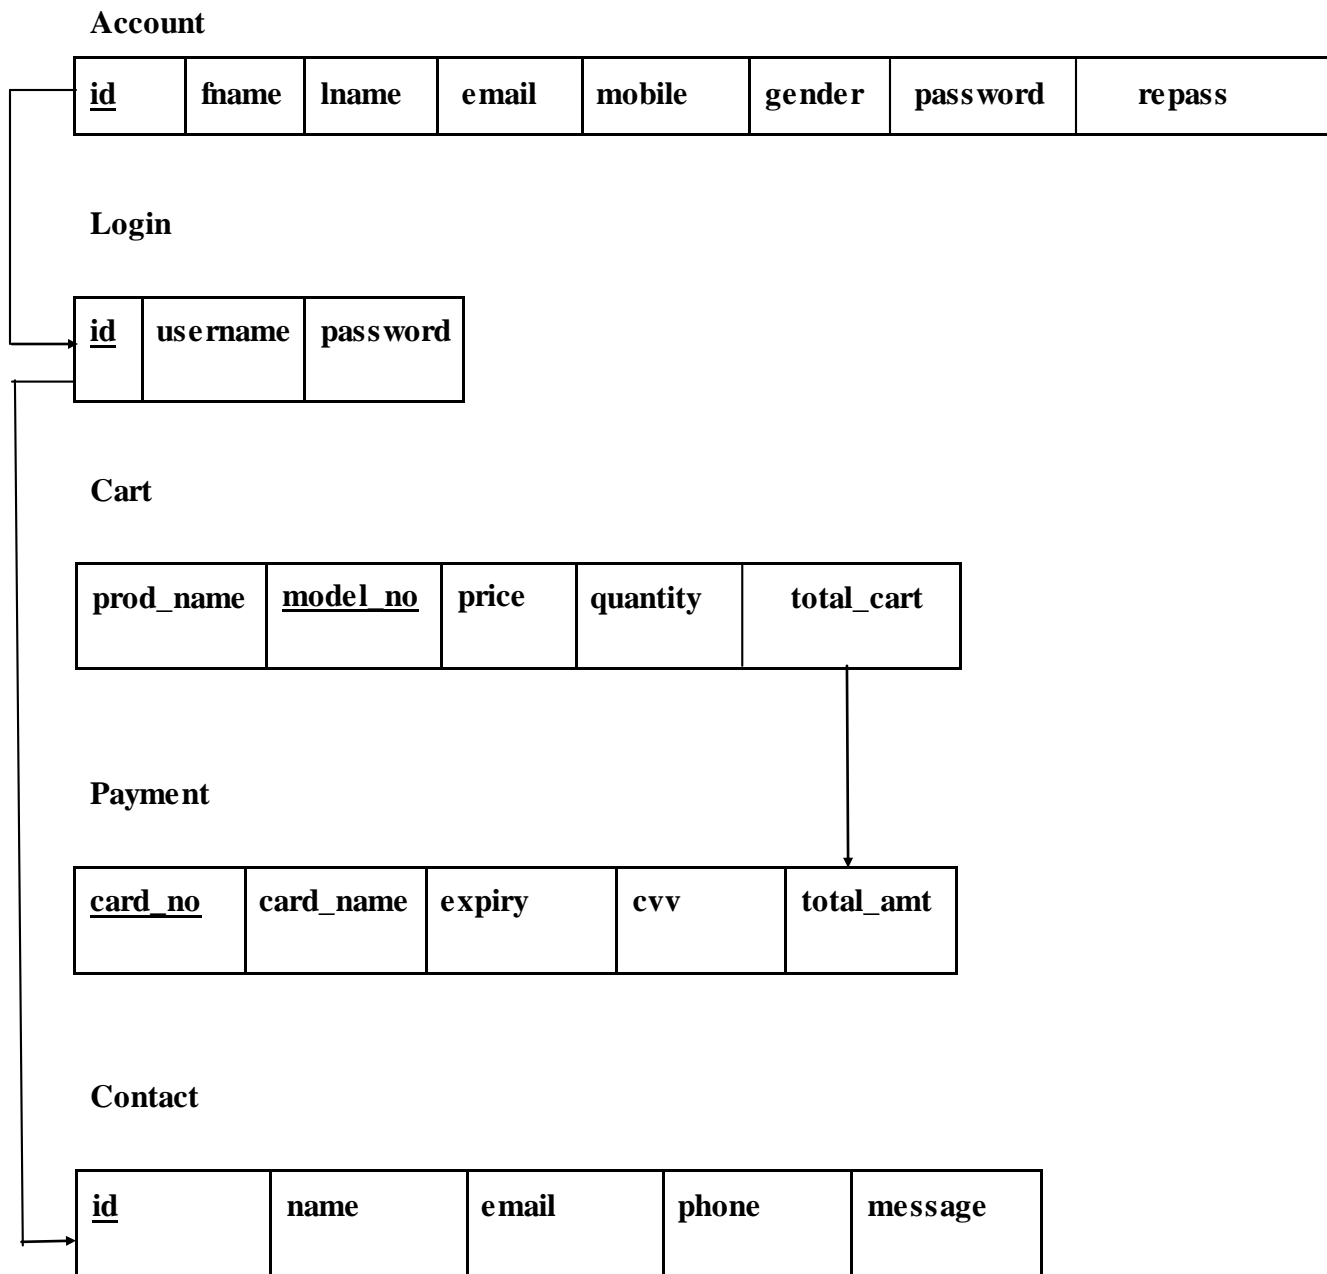 Account
id fname lname email mobile gender password repass
Login
id username password
Cart
prod_name model_no price quantity total_cart
Payment
card_no card_name expiry cvv total_amt
Contact
id name email phone message